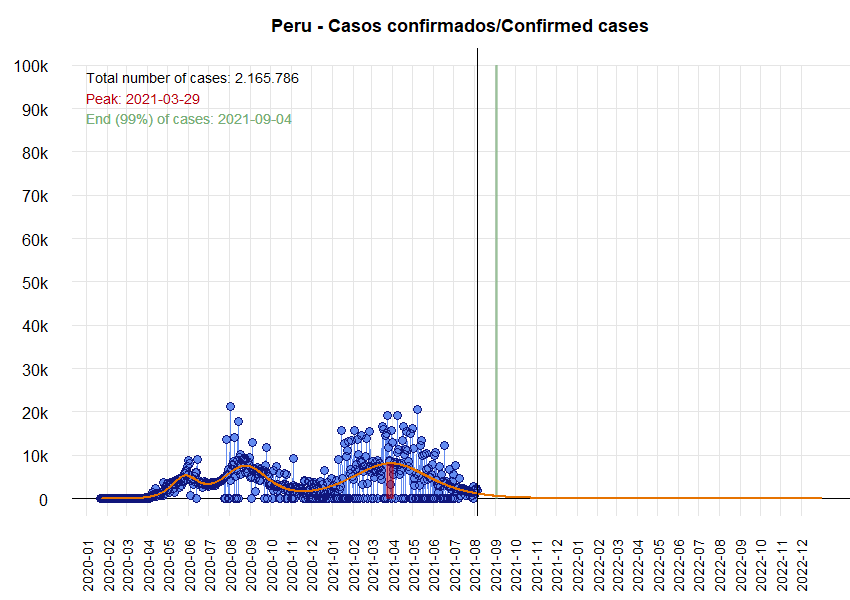 Peru - Casos confirmados/Confirmed cases
100k
90k
80k
70k
60k
50k
40k
30k
20k
10k
0
Total number of cases: 2.165.786
Peak: 2021-03-29
End (99%) of cases: 2021-09-04
2020-01
2020-02
2020-03
2020-04
2020-05
2020-06
2020-07
2020-08
2020-09
2020-10
2020-11
2020-12
2021-01
2021-02
2021-03
2021-04
2021-05
2021-06
2021-07
2021-08
2021-09
2021-10
2021-11
2021-12
2022-01
2022-02
2022-03
2022-04
2022-05
2022-06
2022-07
2022-08
2022-09
2022-10
2022-11
2022-12